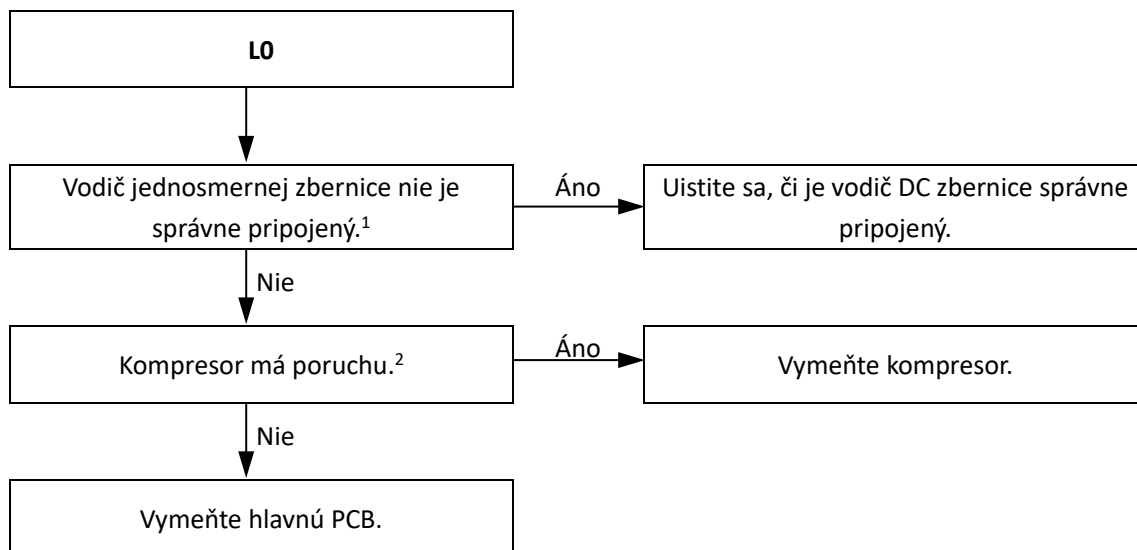 L0
Vodič jednosmernej zbernice nie je
správne pripojený.¹
Áno
Uistite sa, či je vodič DC zbernice správne
pripojený.
Nie
Kompresor má poruchu.²
Áno
Vymeňte kompresor.
Nie
Vymeňte hlavnú PCB.